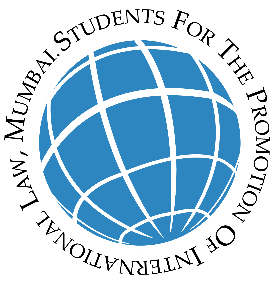 Students For The Promotion Of International Law, Mumbai.